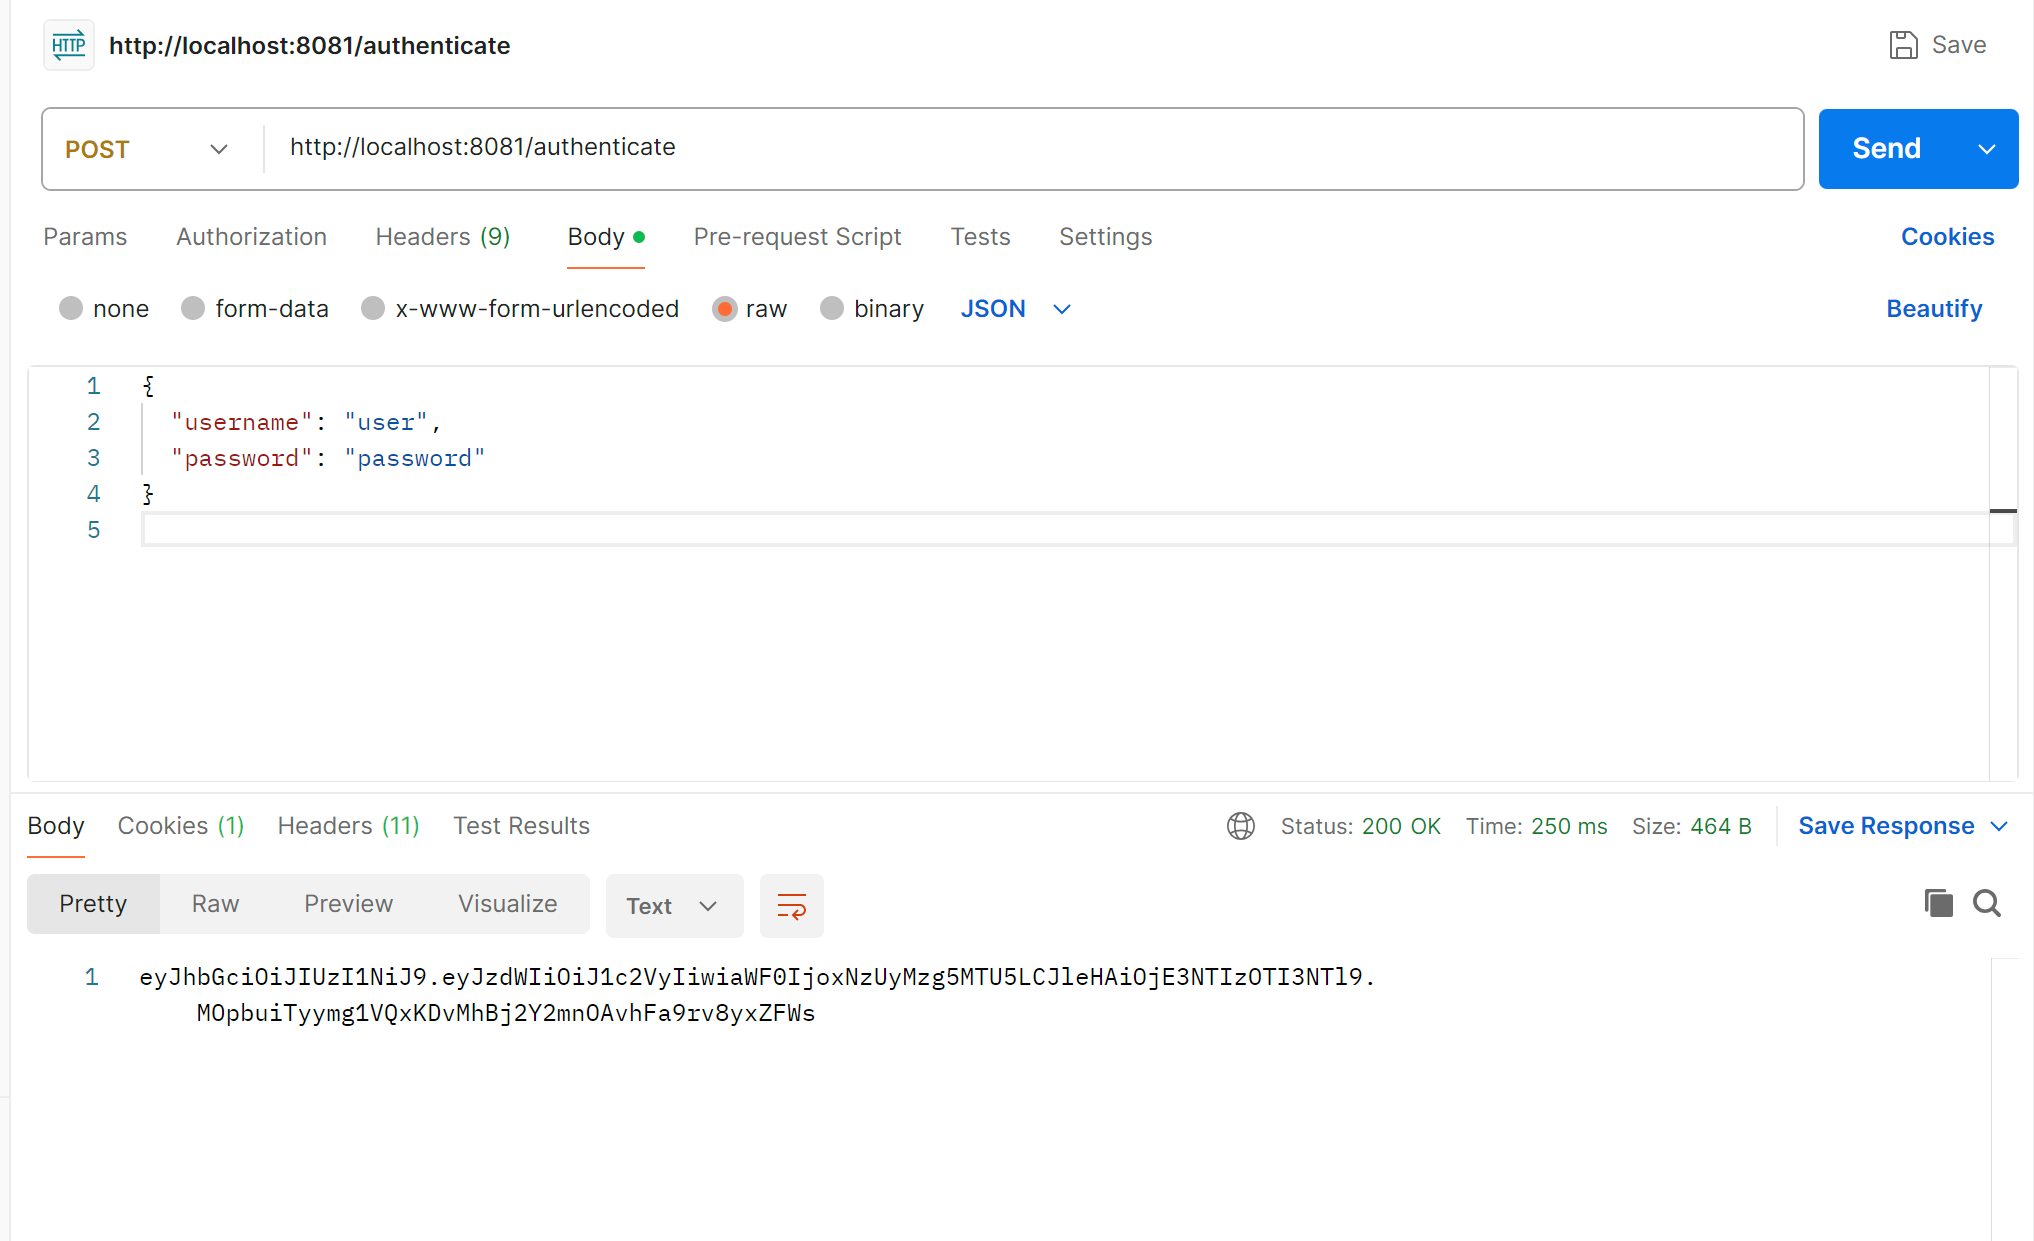 HTTP http://localhost:8081/authenticate Save
POST http://localhost:8081/authenticate Send
Params Authorization Headers (9) Body Pre-request Script Tests Settings Cookies
none form-data x-www-form-urlencoded raw binary JSON Beautify
1 {
2 "username": "user",
3 "password": "password"
4 }
5
Body Cookies (1) Headers (11) Test Results Status: 200 OK Time: 250 ms Size: 464 B Save Response
Pretty Raw Preview Visualize Text
1 eyJhbGciOiJIUzI1NiJ9.eyJzdWIiOiJ1c2VyIiwiaWF0IjoxNzUyMzg5MTU5LCJleHAiOjE3NTIzOTI3NTl9.
MOpbuiTyymg1VQxKDvMhBj2Y2mnOAvhFa9rv8yxZFWs